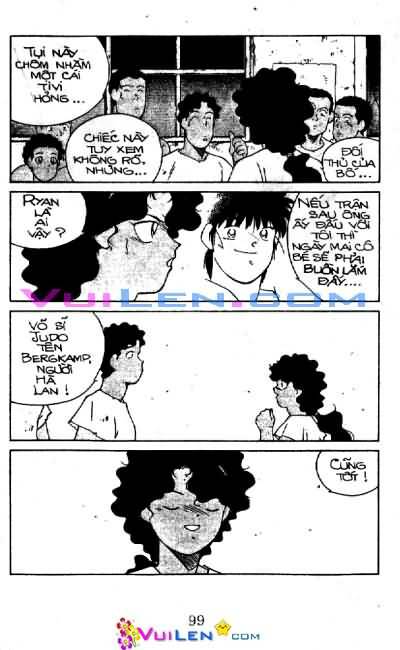 TỤI NÀY
CHÔM NHẦM
MỘT CÁI
TIVI
HỎNG...
CHIẾC NÀY
TUY XEM
KHÔNG RÕ,
NHƯNG...
ĐỐI
THỦ CỦA
BỐ...
RYAN
LÀ
AI
VẬY ?
NẾU TRẬN
SAU ÔNG
ẤY ĐẤU VỚI
TÔI THÌ
NGÀY MAI CÔ
BÉ SẼ PHẢI
BUỒN LẮM
ĐẤY....
VUILEN.COM
VÕ SĨ
JUDO
TÊN
BERGKAMP,
NGƯỜI
HÀ
LAN !
CŨNG
TỐT !
99
VUILEN COM